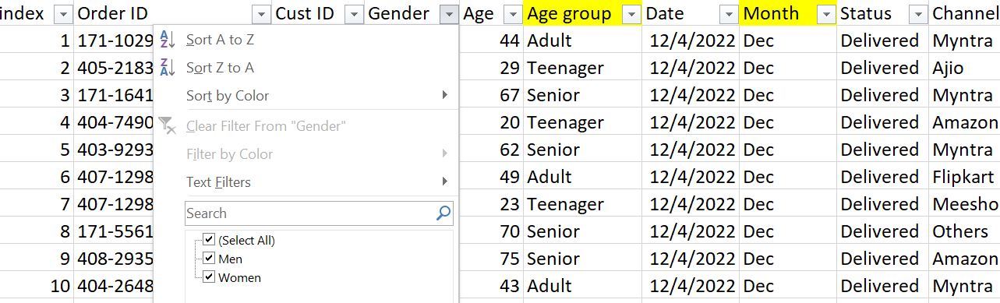 index Order ID Cust ID Gender Age Age group Date Month Status Channel
1 171-1029 Sort A to Z 44 Adult 12/4/2022 Dec Delivered Myntra
2 405-2183 Sort Z to A 29 Teenager 12/4/2022 Dec Delivered Ajio
3 171-1641 Sort by Color 67 Senior 12/4/2022 Dec Delivered Myntra
4 404-7490 Clear Filter From "Gender" 20 Teenager 12/4/2022 Dec Delivered Amazon
5 403-9293 Filter by Color 62 Senior 12/4/2022 Dec Delivered Myntra
6 407-1298 Text Filters 49 Adult 12/4/2022 Dec Delivered Flipkart
7 407-1298 Search 23 Teenager 12/4/2022 Dec Delivered Meesho
8 171-5561 (Select All) 70 Senior 12/4/2022 Dec Delivered Others
9 408-2935 Men 75 Senior 12/4/2022 Dec Delivered Amazon
10 404-2648 Women 43 Adult 12/4/2022 Dec Delivered Myntra